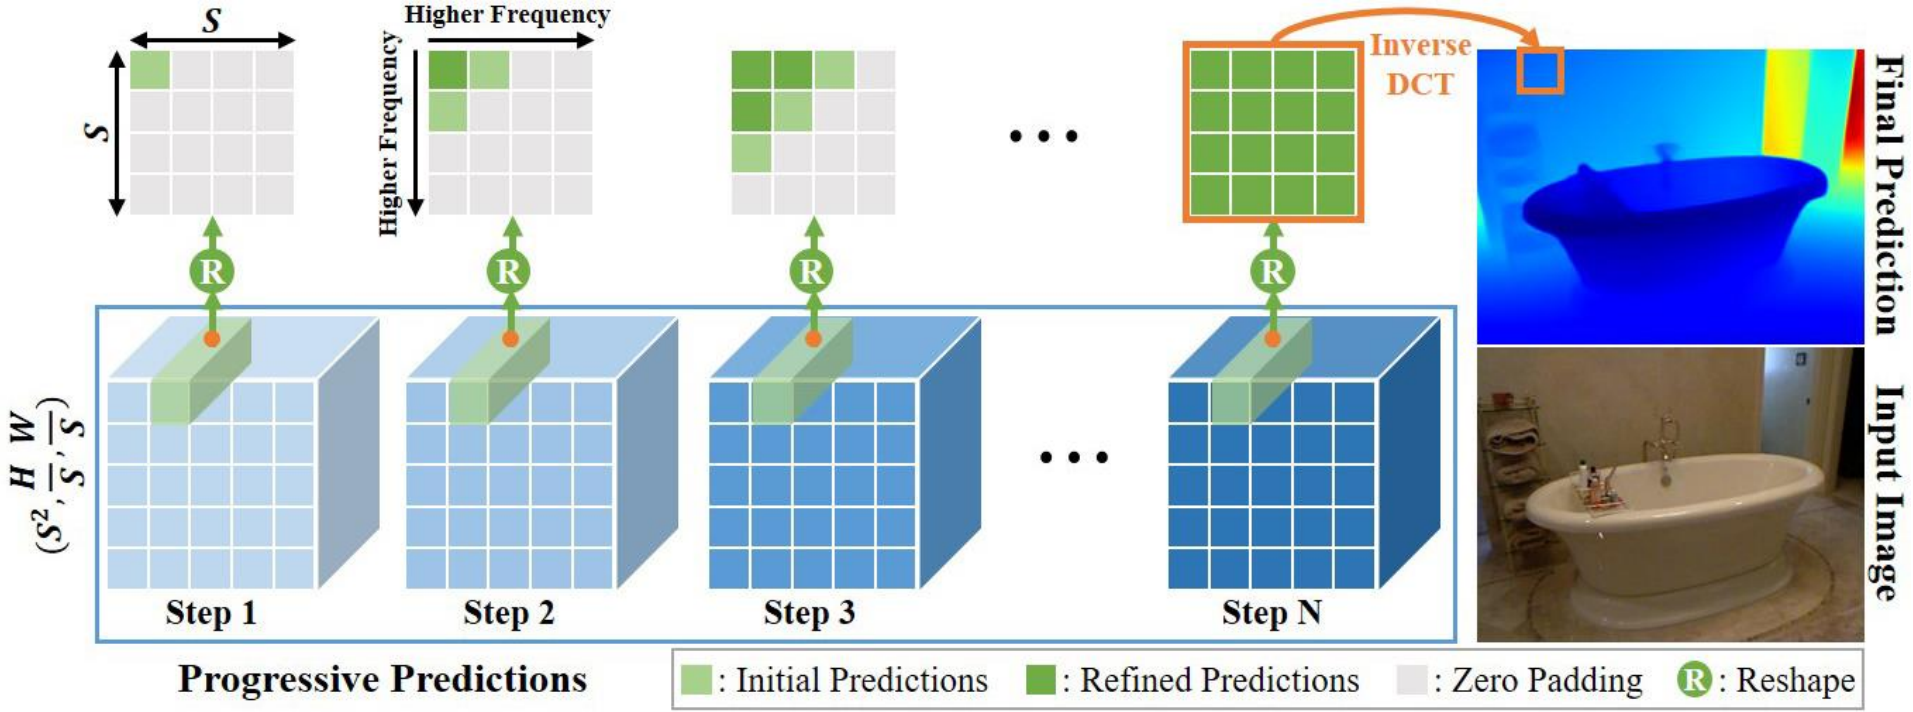 S
Higher Frequency
S
Higher Frequency
Inverse
DCT
Final Prediction
R
R
R
R
(S², H/S, W/S)
Input Image
Step 1
Step 2
Step 3
Step N
Progressive Predictions
: Initial Predictions
: Refined Predictions
: Zero Padding
R : Reshape